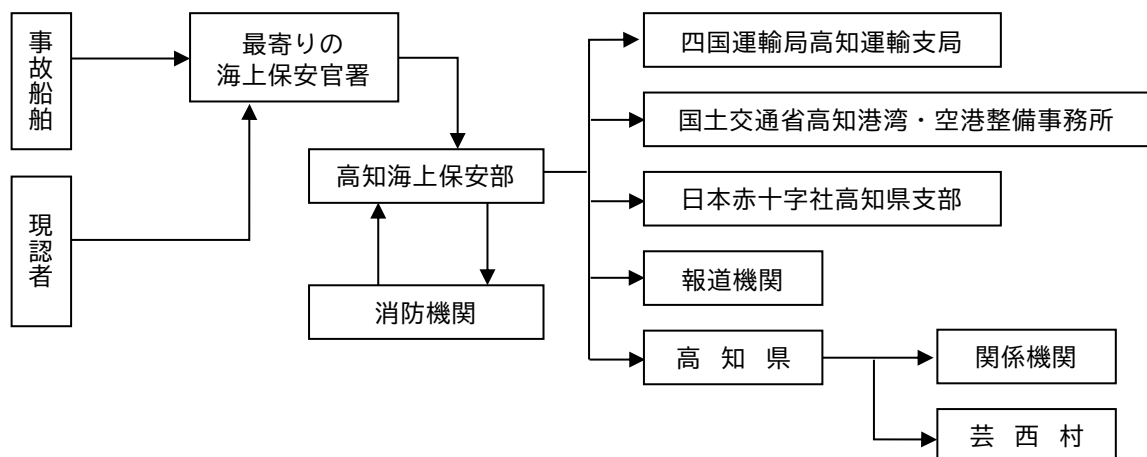 事故船舶
最寄りの
海上保安官署
四国運輸局高知運輸支局
国土交通省高知港湾・空港整備事務所
高知海上保安部
日本赤十字社高知県支部
現認者
報道機関
消防機関
高 知 県
関係機関
芸 西 村